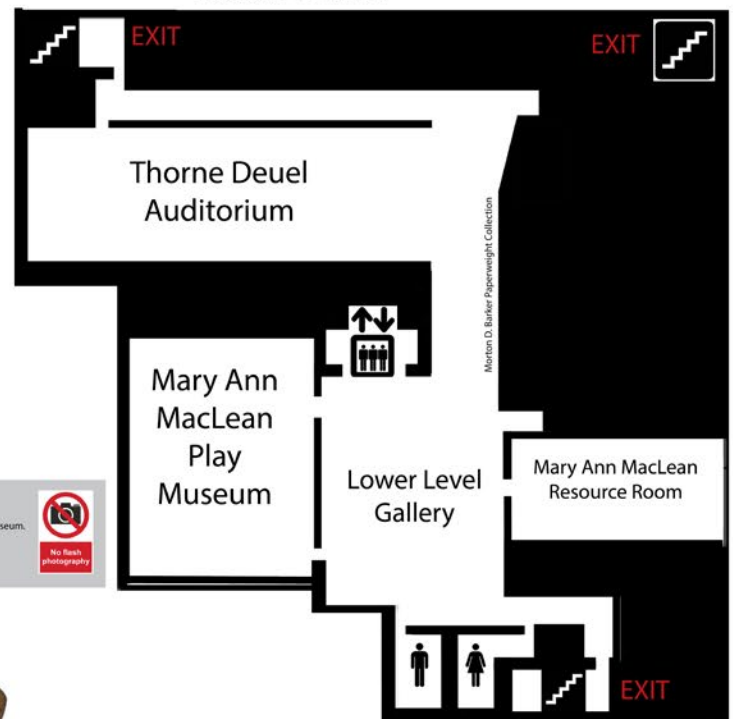 EXIT
EXIT
Thorne Deuel
Auditorium
Morton D. Barker Paperweight Collection
Mary Ann
MacLean
Play
Museum
Lower Level
Gallery
Mary Ann MacLean
Resource Room
No flash
photography
EXIT